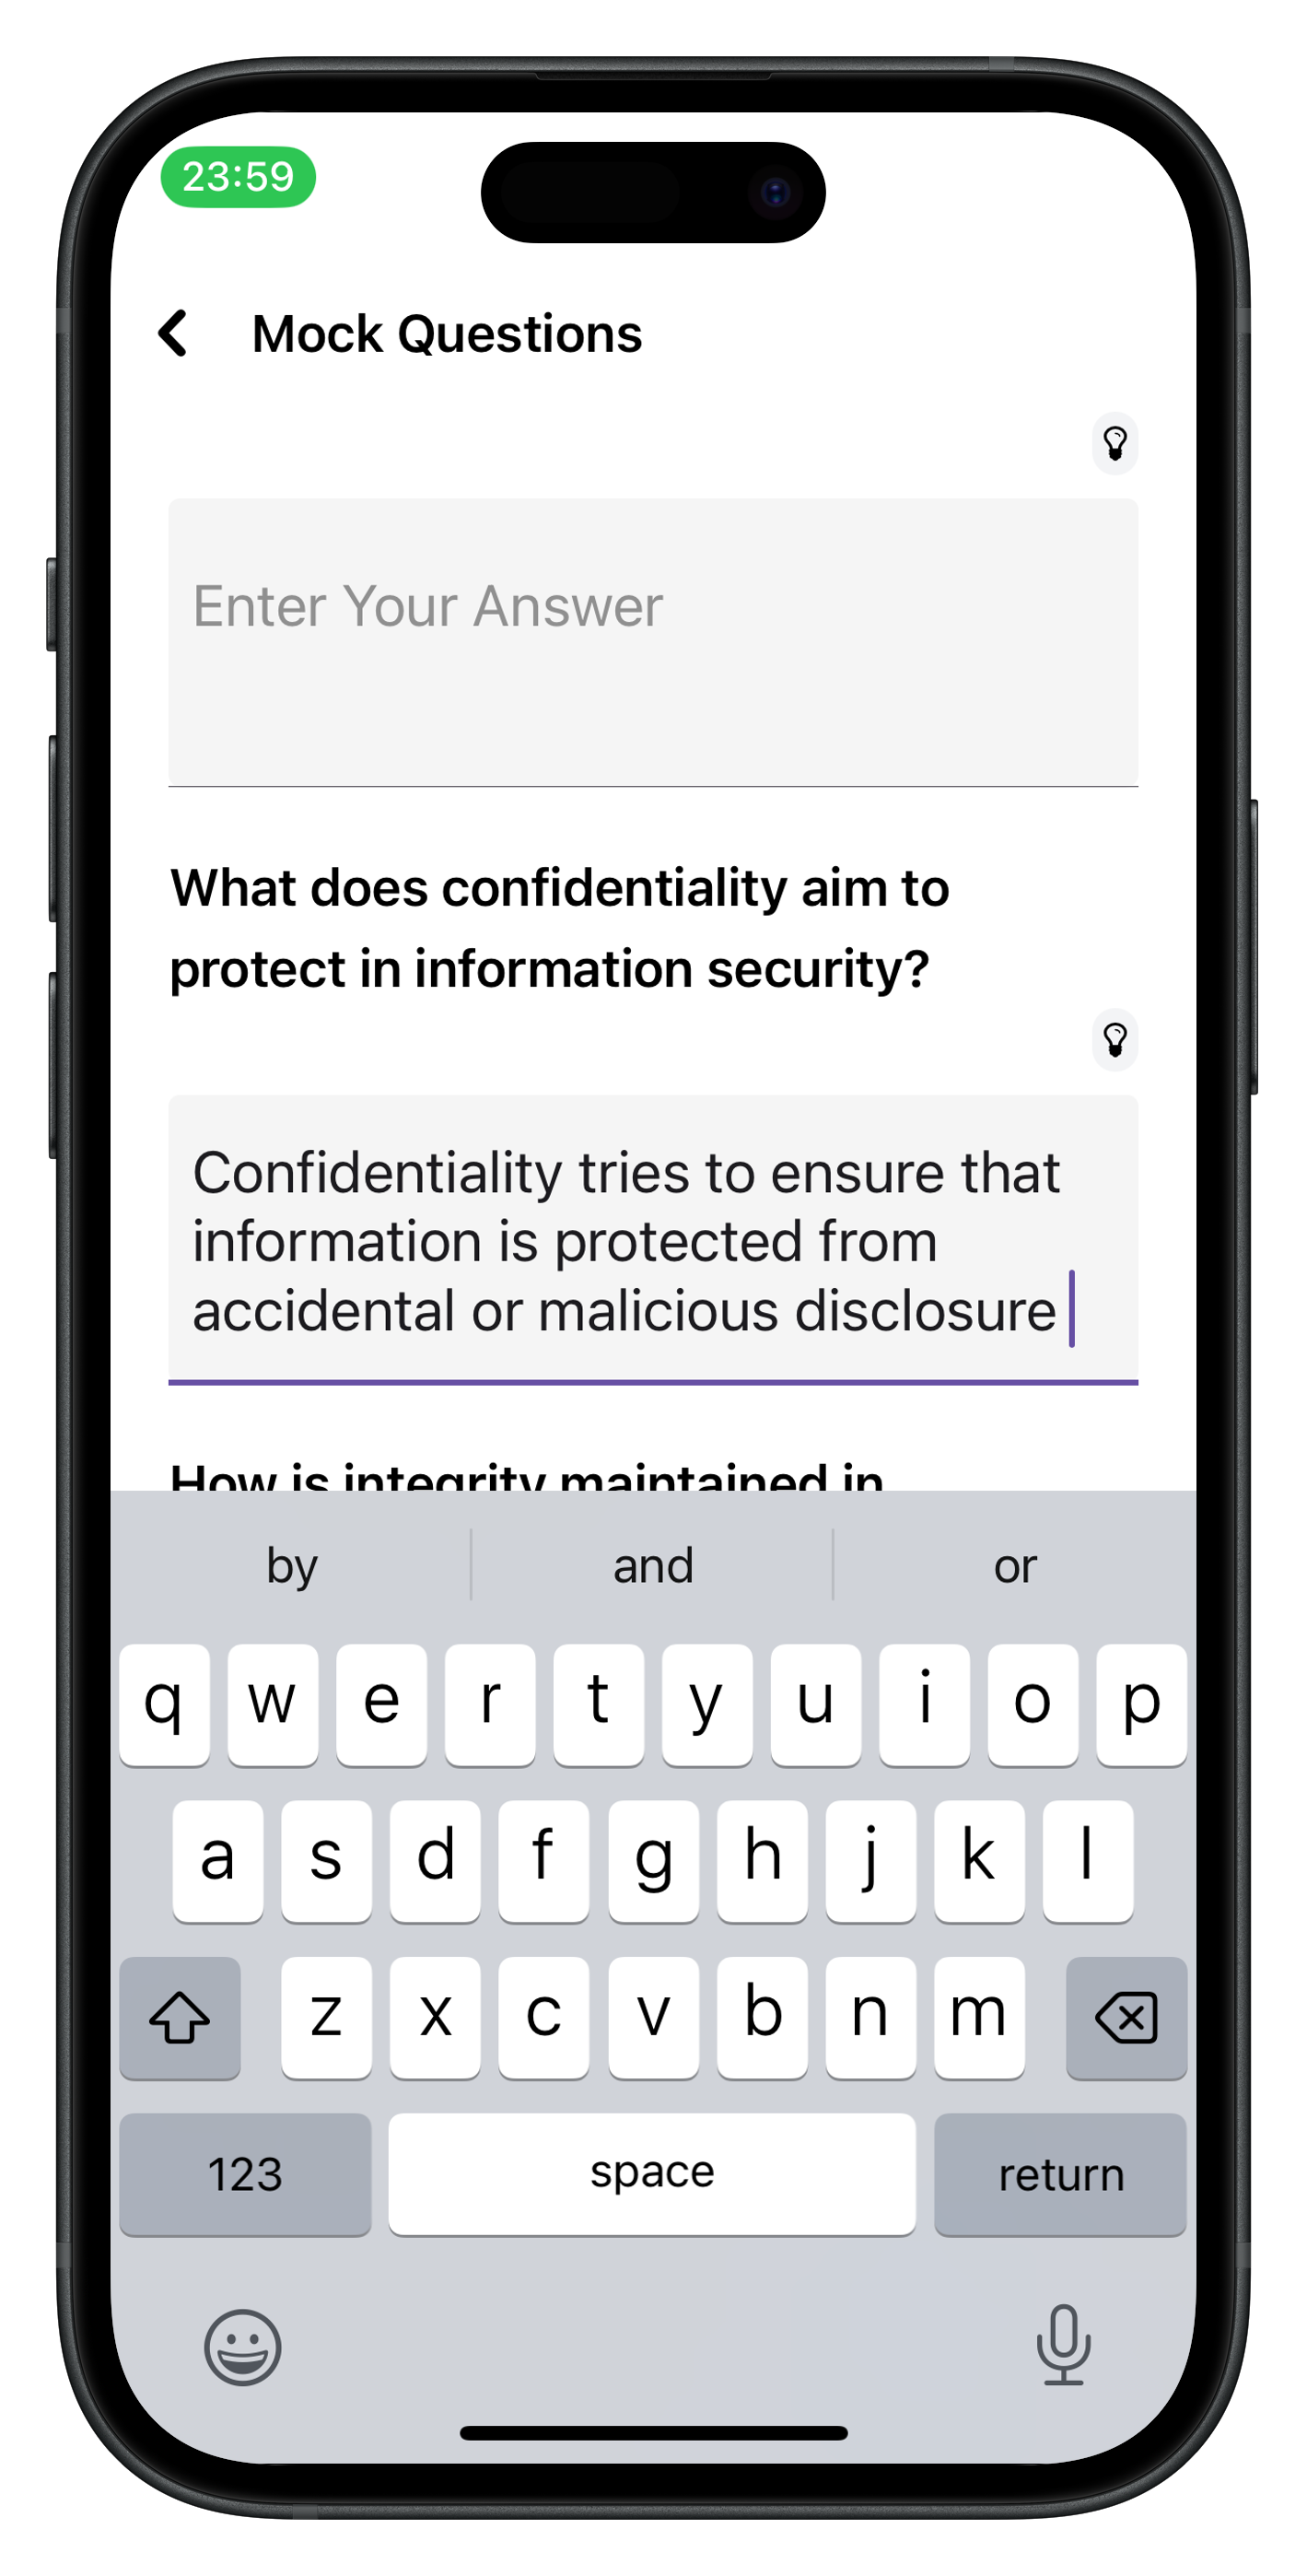 23:59
Mock Questions
Enter Your Answer
What does confidentiality aim to
protect in information security?
Confidentiality tries to ensure that
information is protected from
accidental or malicious disclosure
How is integrity maintained in
by and or
q w e r t y u i o p
a s d f g h j k l
z x c v b n m
123 space return